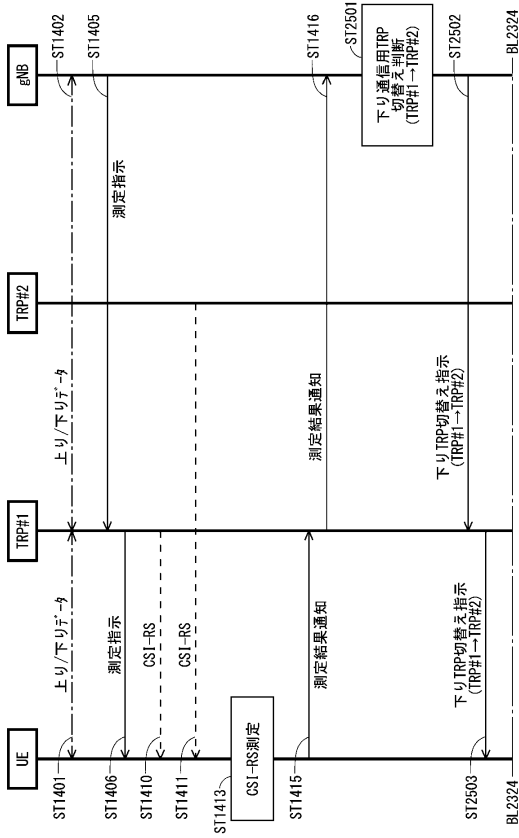 UE
TRP#1
TRP#2
gNB
ST1401
上り/下りデータ
上り/下りデータ
ST1402
測定指示
ST1405
ST1406
測定指示
ST1410
CSI-RS
ST1411
CSI-RS
ST1413
CSI-RS測定
ST1415
測定結果通知
測定結果通知
ST1416
ST2501
下り通信用TRP
切替え判断
(TRP#1→TRP#2)
下りTRP切替え指示
(TRP#1→TRP#2)
ST2502
ST2503
下りTRP切替え指示
(TRP#1→TRP#2)
BL2324
BL2324